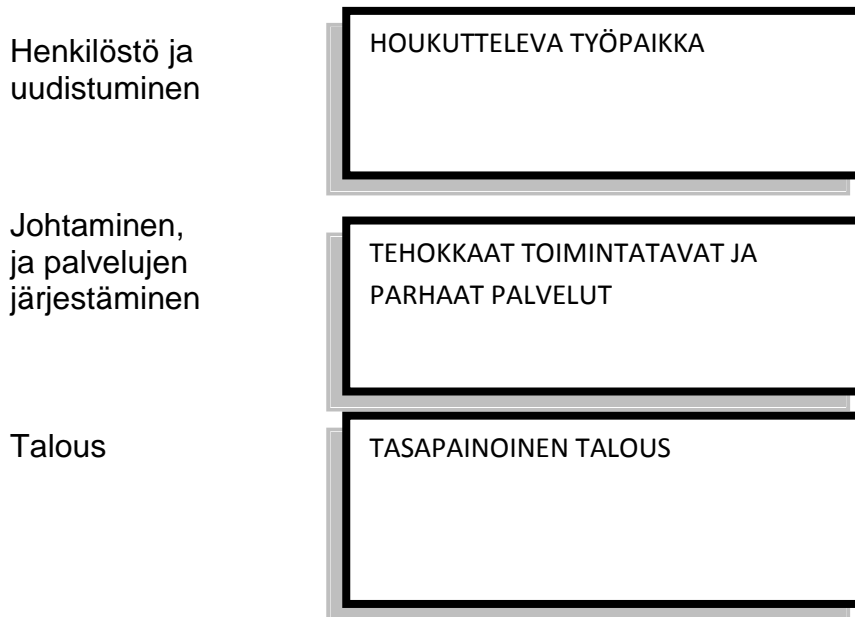 Henkilöstö ja
uudistuminen
HOUKUTTELEVA TYÖPAIKKA
Johtaminen,
ja palvelujen
järjestäminen
TEHOKKAAT TOIMINTATAVAT JA
PARHAAT PALVELUT
Talous
TASAPAINOINEN TALOUS